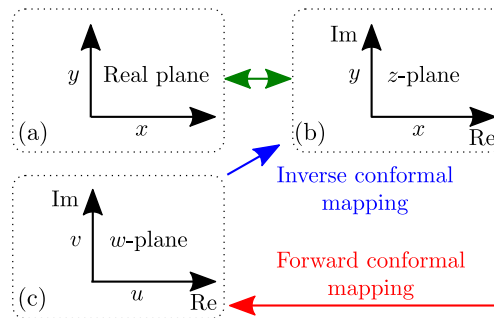 Im
y
Real plane
y
z-plane
(a)
x
(b)
x
Re
Inverse conformal
mapping
Im
v
w-plane
Forward conformal
mapping
(c)
u
Re